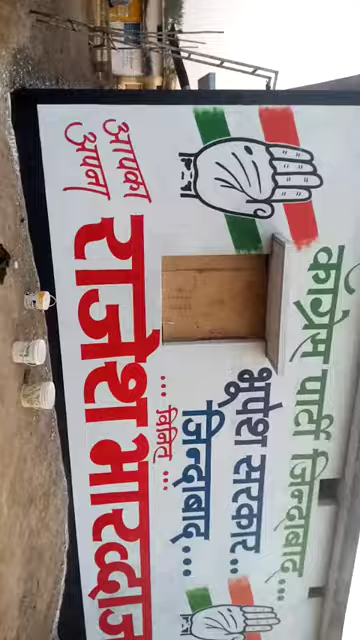 काँग्रेस पार्टी जिन्दाबाद...
भूपेश सरकार..
जिन्दाबाद...
... विनित ...
आपका
अपना
राजेश भारद्वाज